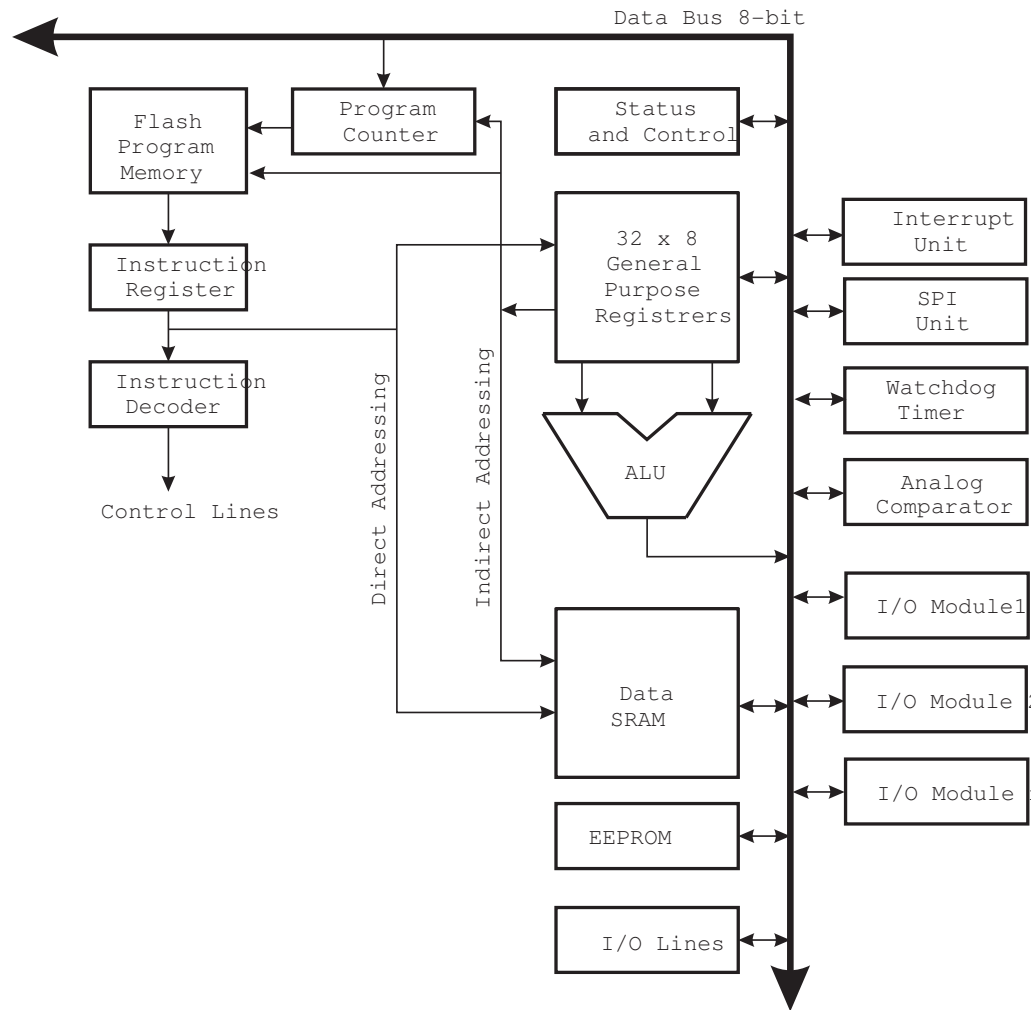 Data Bus 8-bit
Flash
Program
Memory
Program
Counter
Status
and Control
32 x 8
General
Purpose
Registrers
Interrupt
Unit
Instruction
Register
SPI
Unit
Instruction
Decoder
Watchdog
Timer
Direct Addressing
Indirect Addressing
ALU
Analog
Comparator
Control Lines
I/O Module1
Data
SRAM
I/O Module 2
I/O Module
EEPROM
I/O Lines